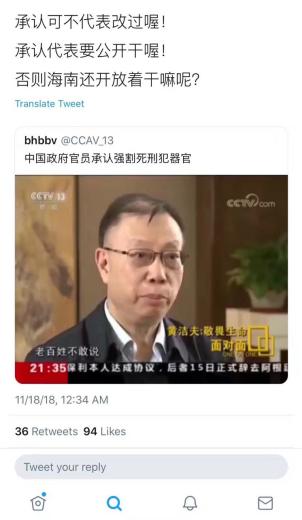 承认可不代表改过喔！
承认代表要公开干喔！
否则海南还开放着干嘛呢？
Translate Tweet
bhbbv @CCAV_13
中国政府官员承认强割死刑犯器官
CCTV 13
CCTV.com
老百姓不敢说
黄洁夫：敬畏生命
面对面
21:35 保利本人达成协议，后者15日正式辞去阿根廷
11/18/18, 12:34 AM
36 Retweets 94 Likes
Tweet your reply